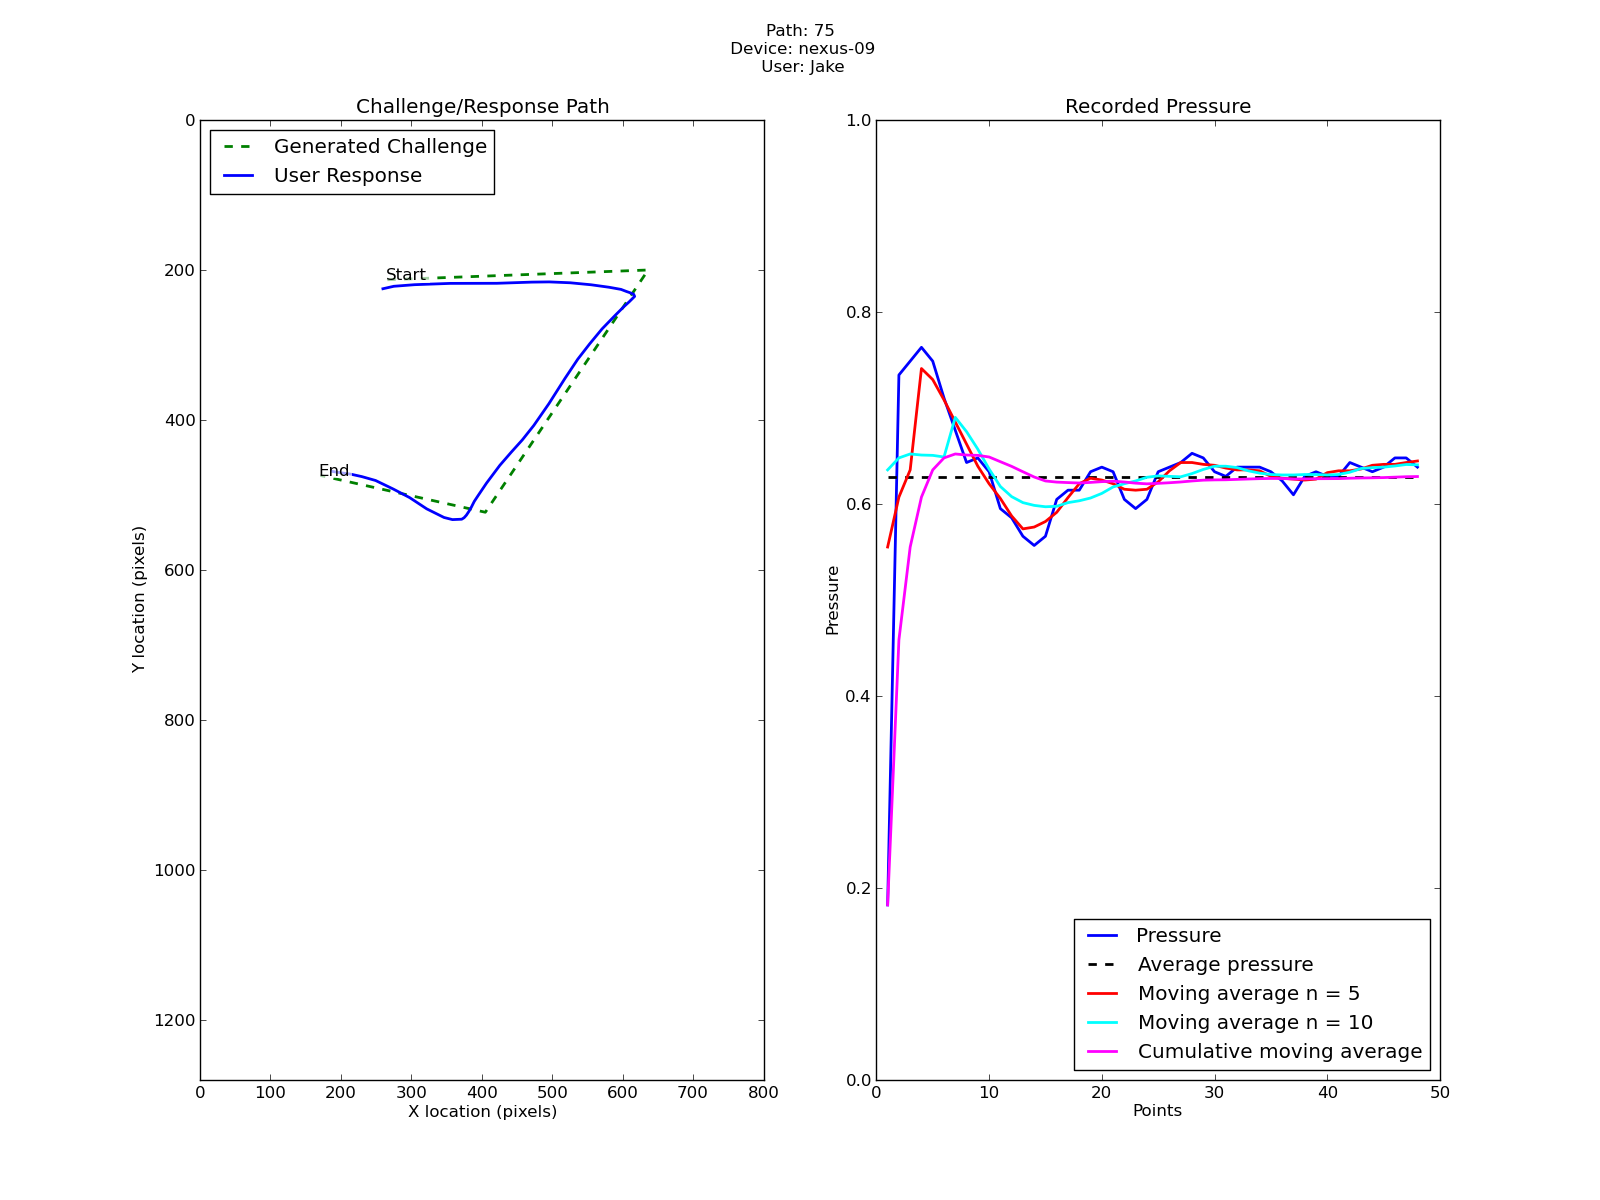 Path: 75
Device: nexus-09
User: Jake
Challenge/Response Path
Generated Challenge
User Response
Start
End
0
200
400
600
800
1000
1200
Y location (pixels)
0 100 200 300 400 500 600 700 800
X location (pixels)
Recorded Pressure
1.0
0.8
0.6
0.4
0.2
0.0
Pressure
Pressure
Average pressure
Moving average n = 5
Moving average n = 10
Cumulative moving average
0 10 20 30 40 50
Points